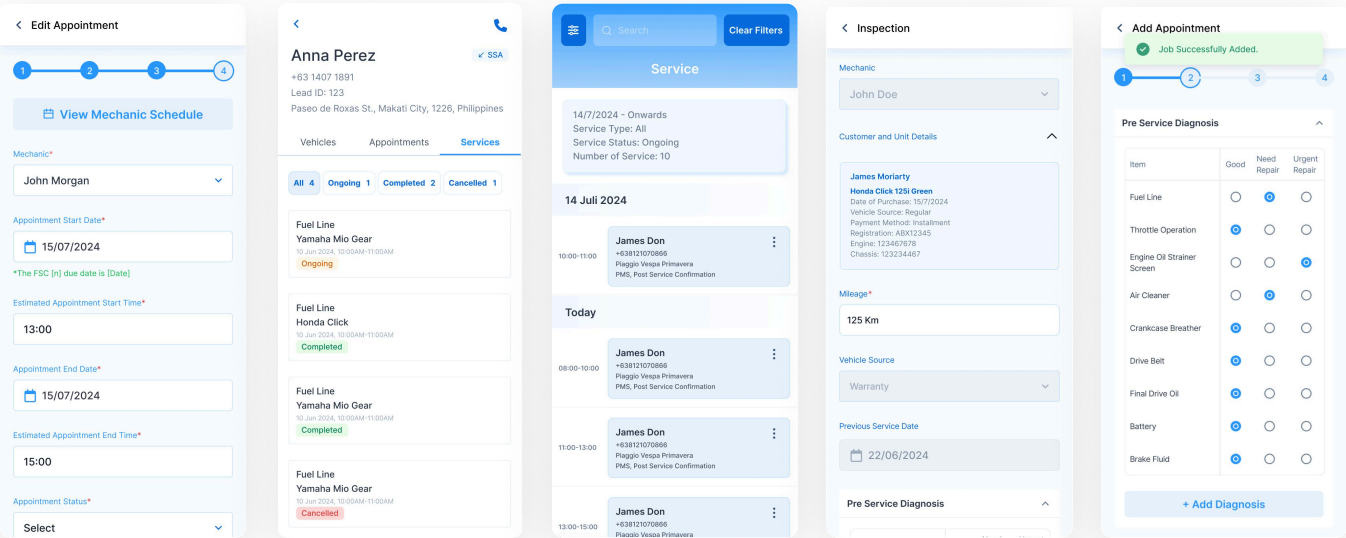 Edit Appointment
1 2 3 4
View Mechanic Schedule
Mechanic*
John Morgan
Appointment Start Date*
15/07/2024
*The FSC [n] due date is [Date]
Estimated Appointment Start Time*
13:00
Appointment End Date*
15/07/2024
Estimated Appointment End Time*
15:00
Appointment Status*
Select
Anna Perez
SSA
+63 1407 1891
Lead ID: 123
Paseo de Roxas St., Makati City, 1226, Philippines
Vehicles Appointments Services
All 4 Ongoing 1 Completed 2 Cancelled 1
Fuel Line
Yamaha Mio Gear
10 Jun 2024, 10:00AM-11:00AM
Ongoing
Fuel Line
Honda Click
10 Jun 2024, 10:00AM-11:00AM
Completed
Fuel Line
Yamaha Mio Gear
10 Jun 2024, 10:00AM-11:00AM
Completed
Fuel Line
Yamaha Mio Gear
10 Jun 2024, 10:00AM-11:00AM
Cancelled
Search
Clear Filters
Service
14/7/2024 - Onwards
Service Type: All
Service Status: Ongoing
Number of Service: 10
14 Juli 2024
10:00-11:00
James Don
+638121070866
Piaggio Vespa Primavera
PMS, Post Service Confirmation
Today
08:00-10:00
James Don
+638121070866
Piaggio Vespa Primavera
PMS, Post Service Confirmation
11:00-13:00
James Don
+638121070866
Piaggio Vespa Primavera
PMS, Post Service Confirmation
13:00-15:00
James Don
+638121070866
Piaggio Vespa Primavera
Inspection
Mechanic
John Doe
Customer and Unit Details
James Moriarty
Honda Click 125i Green
Date of Purchase: 15/7/2024
Vehicle Source: Regular
Payment Method: Installment
Registration: ABX12345
Engine: 123467678
Chassis: 123234467
Mileage*
125 Km
Vehicle Source
Warranty
Previous Service Date
22/06/2024
Pre Service Diagnosis
Add Appointment
Job Successfully Added.
1 2 3 4
Pre Service Diagnosis
Item Good Need Repair Urgent Repair
Fuel Line
Throttle Operation
Engine Oil Strainer
Screen
Air Cleaner
Crankcase Breather
Drive Belt
Final Drive Oil
Battery
Brake Fluid
+ Add Diagnosis